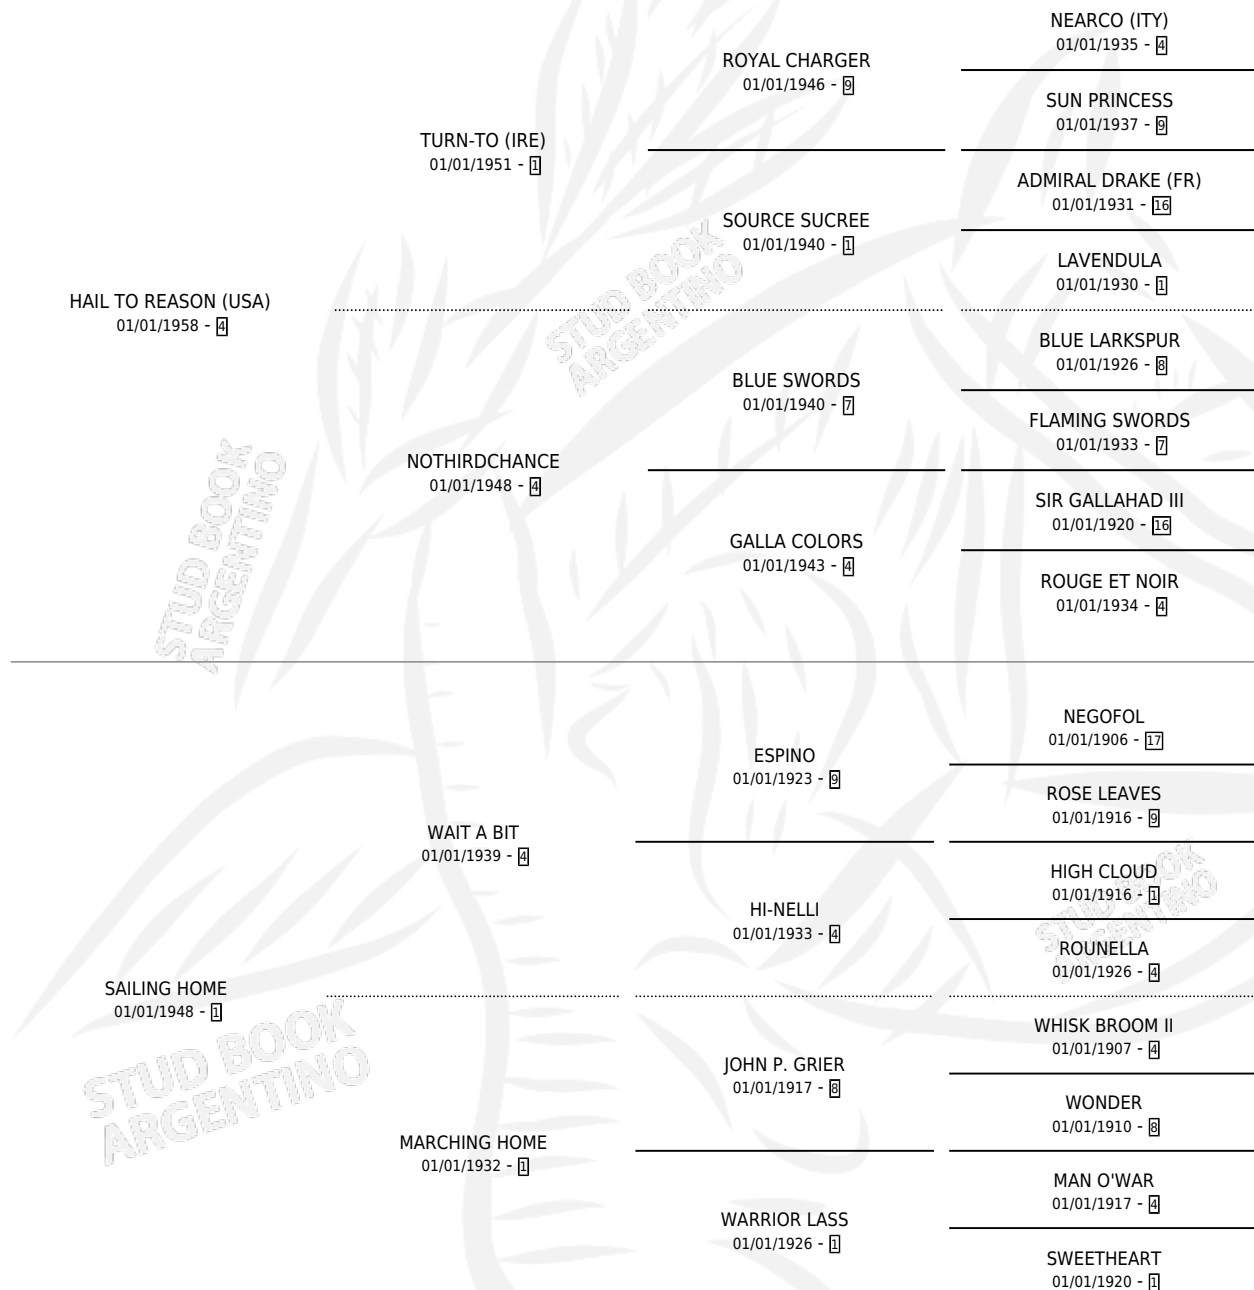 NEARCO (ITY)
01/01/1935 - 4
ROYAL CHARGER
01/01/1946 - 9
SUN PRINCESS
01/01/1937 - 9
TURN-TO (IRE)
01/01/1951 - 1
ADMIRAL DRAKE (FR)
01/01/1931 - 16
SOURCE SUCREE
01/01/1940 - 1
LAVENDULA
01/01/1930 - 1
HAIL TO REASON (USA)
01/01/1958 - 4
BLUE LARKSPUR
01/01/1926 - 8
BLUE SWORDS
01/01/1940 - 7
FLAMING SWORDS
01/01/1933 - 7
NOTHIRDCHANCE
01/01/1948 - 4
SIR GALLAHAD III
01/01/1920 - 16
GALLA COLORS
01/01/1943 - 4
ROUGE ET NOIR
01/01/1934 - 4
NEGOFOL
01/01/1906 - 17
ESPINO
01/01/1923 - 9
ROSE LEAVES
01/01/1916 - 9
WAIT A BIT
01/01/1939 - 4
HIGH CLOUD
01/01/1916 - 1
HI-NELLI
01/01/1933 - 4
ROUNELLA
01/01/1926 - 4
SAILING HOME
01/01/1948 - 1
WHISK BROOM II
01/01/1907 - 4
JOHN P. GRIER
01/01/1917 - 8
WONDER
01/01/1910 - 8
MARCHING HOME
01/01/1932 - 1
MAN O'WAR
01/01/1917 - 4
WARRIOR LASS
01/01/1926 - 1
SWEETHEART
01/01/1920 - 1
STUD BOOK
ARGENTINO
STUD BOOK
ARGENTINO
STUD BOOK
ARGENTINO
STUD BOOK
ARGENTINO